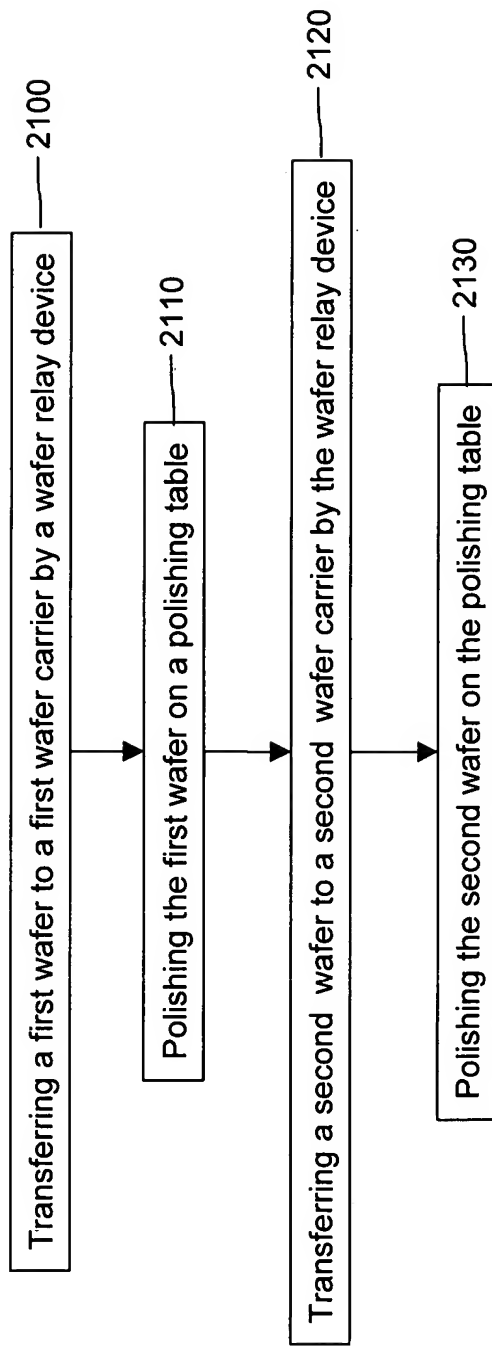 Transferring a first wafer to a first wafer carrier by a wafer relay device
2100
Polishing the first wafer on a polishing table
2110
Transferring a second wafer to a second wafer carrier by the wafer relay device
2120
Polishing the second wafer on the polishing table
2130